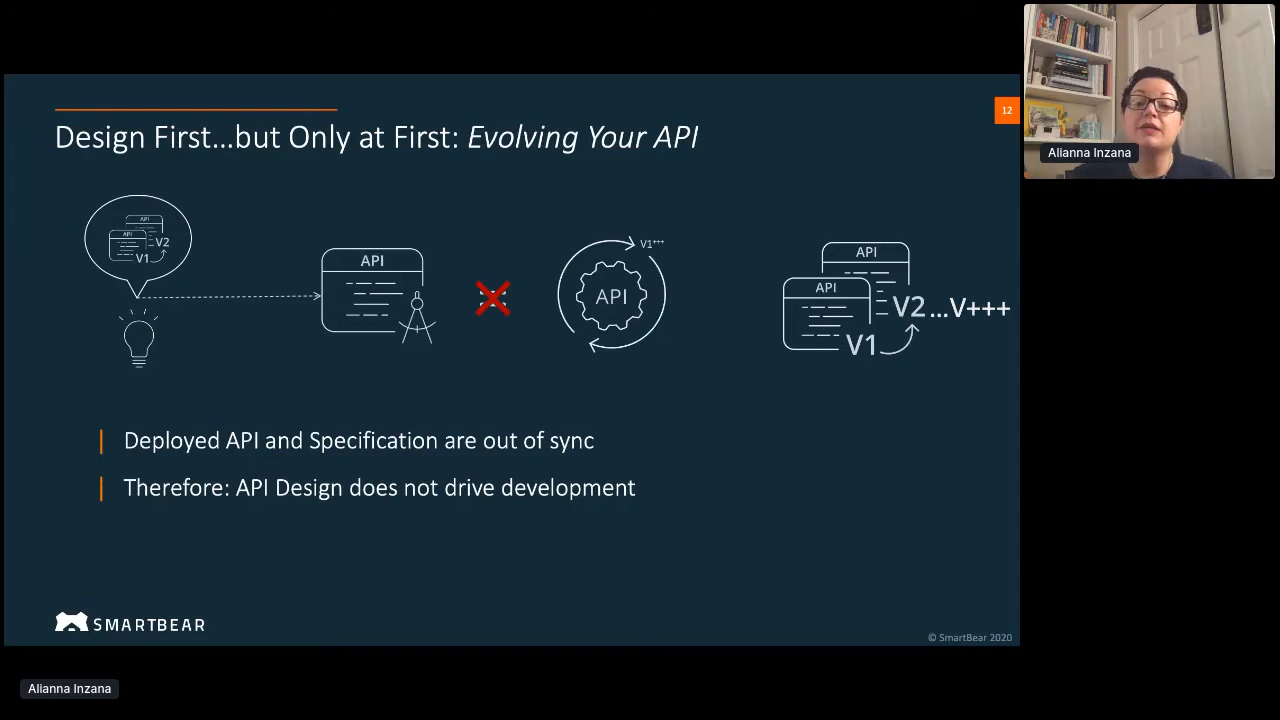 12
Design First...but Only at First: Evolving Your API
API
API
V2
V1
API
V1+++
API
API
API
V2...V+++
V1
Deployed API and Specification are out of sync
Therefore: API Design does not drive development
SMARTBEAR
© SmartBear 2020
Alianna Inzana
Alianna Inzana